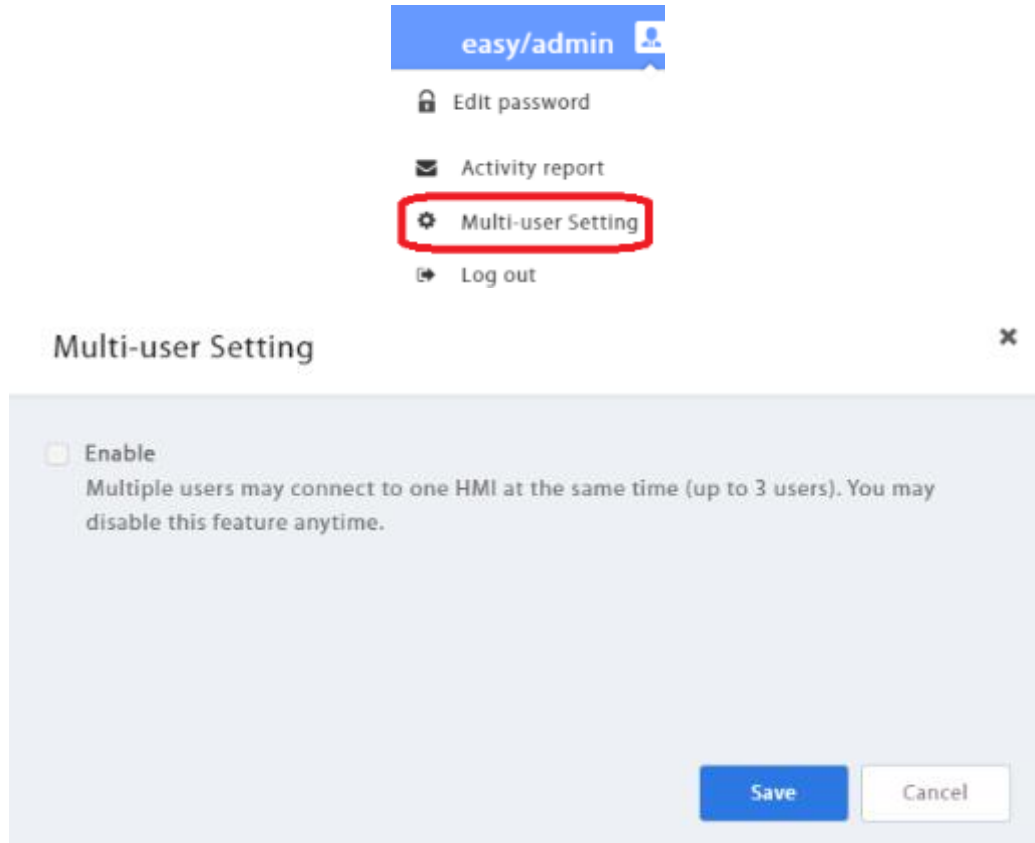 easy/admin
Edit password
Activity report
Multi-user Setting
Log out
Multi-user Setting
Enable
Multiple users may connect to one HMI at the same time (up to 3 users). You may
disable this feature anytime.
Save
Cancel